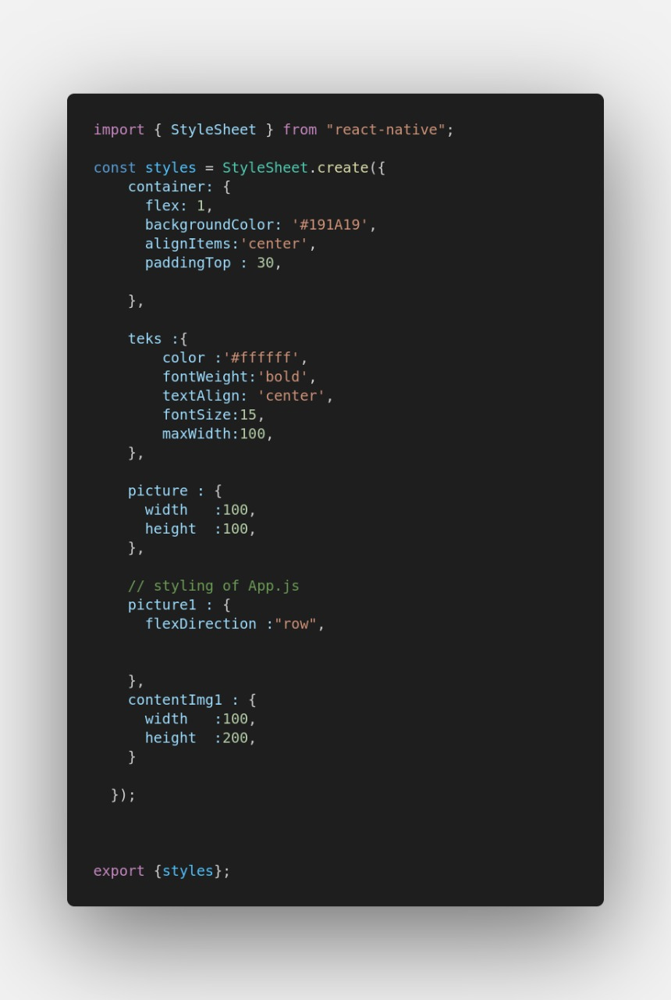 import { StyleSheet } from "react-native";
const styles = StyleSheet.create({
    container: {
      flex: 1,
      backgroundColor: '#191A19',
      alignItems:'center',
      paddingTop : 30,
    },
    teks :{
        color :'#ffffff',
        fontWeight:'bold',
        textAlign: 'center',
        fontSize:15,
        maxWidth:100,
    },
    picture : {
      width   :100,
      height  :100,
    },
    // styling of App.js
    picture1 : {
      flexDirection :"row",
    },
    contentImg1 : {
      width   :100,
      height  :200,
    }
  });
export {styles};